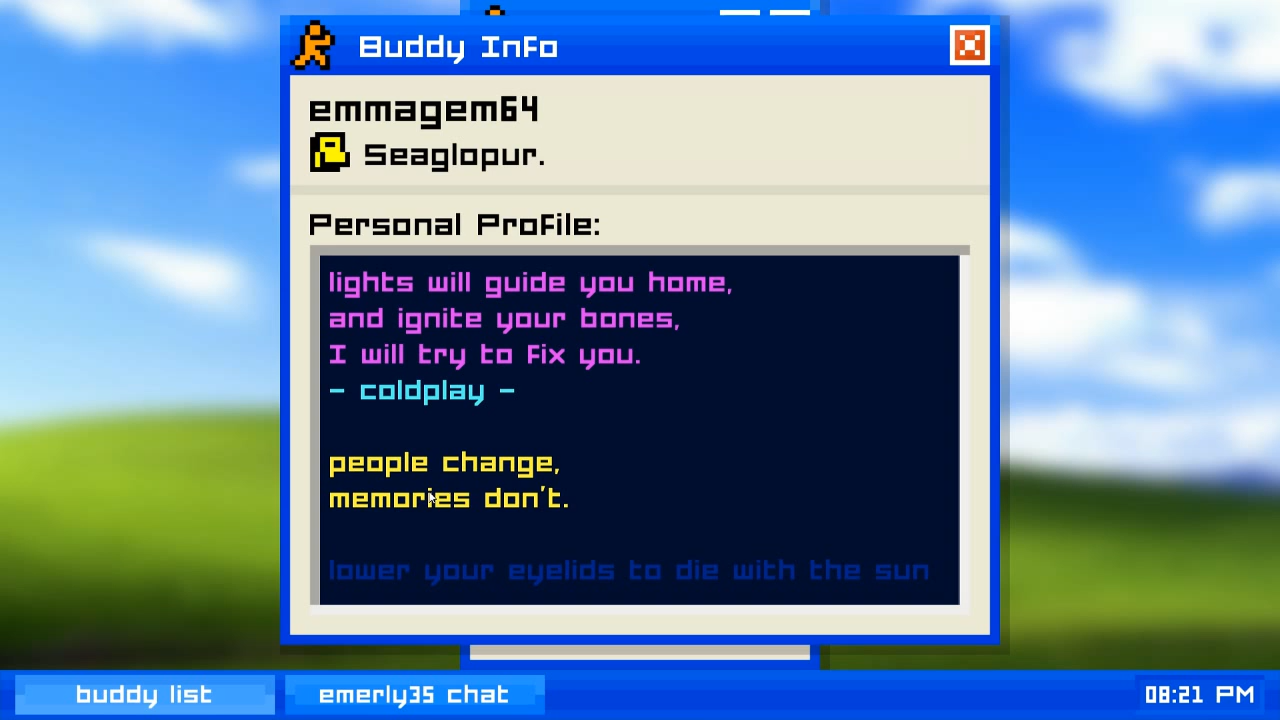 Buddy Info
emmagem64
Seaglopur.
Personal Profile:
lights will guide you home,
and ignite your bones,
I will try to fix you.
- coldplay -
people change,
memories don't.
lower your eyelids to die with the sun
buddy list
emerly35 chat
08:21 PM